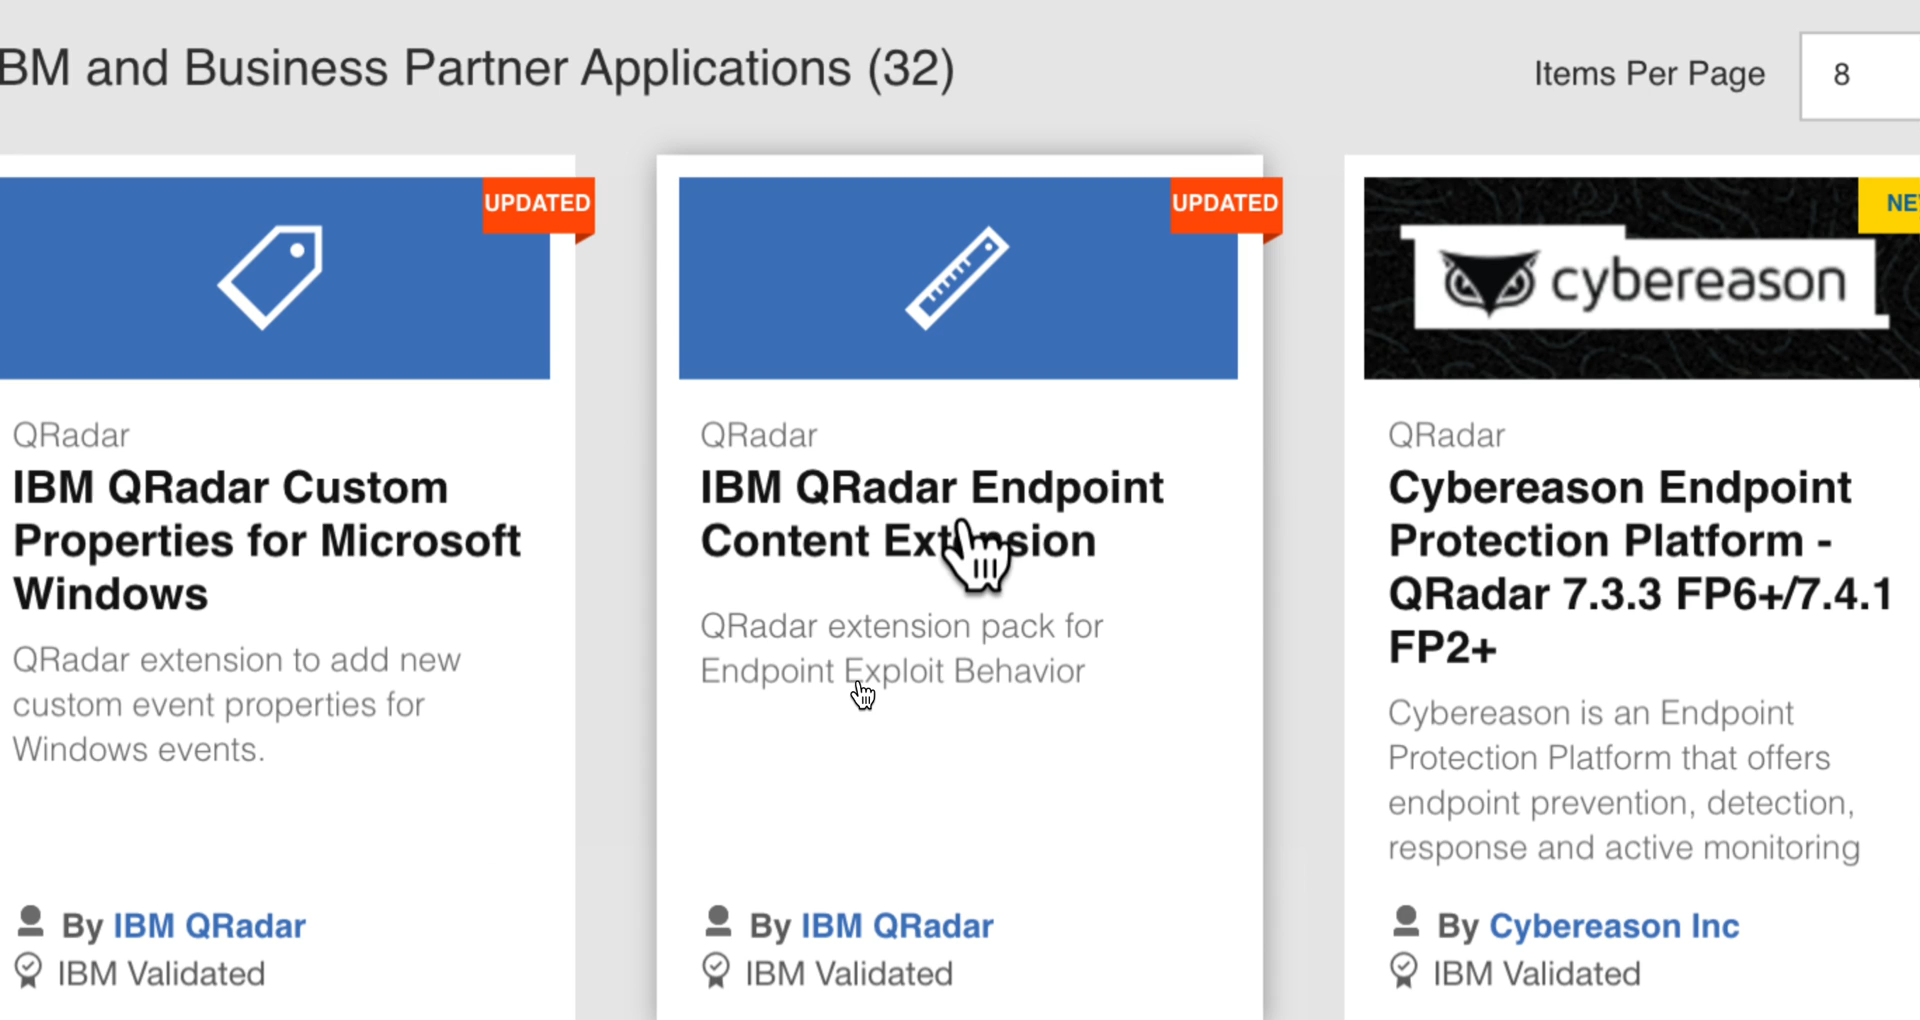 BM and Business Partner Applications (32)
Items Per Page
8
UPDATED
QRadar
IBM QRadar Custom
Properties for Microsoft
Windows
QRadar extension to add new
custom event properties for
Windows events.
By IBM QRadar
IBM Validated
UPDATED
QRadar
IBM QRadar Endpoint
Content Extension
QRadar extension pack for
Endpoint Exploit Behavior
By IBM QRadar
IBM Validated
NE
cybereason
QRadar
Cybereason Endpoint
Protection Platform -
QRadar 7.3.3 FP6+/7.4.1
FP2+
Cybereason is an Endpoint
Protection Platform that offers
endpoint prevention, detection,
response and active monitoring
By Cybereason Inc
IBM Validated